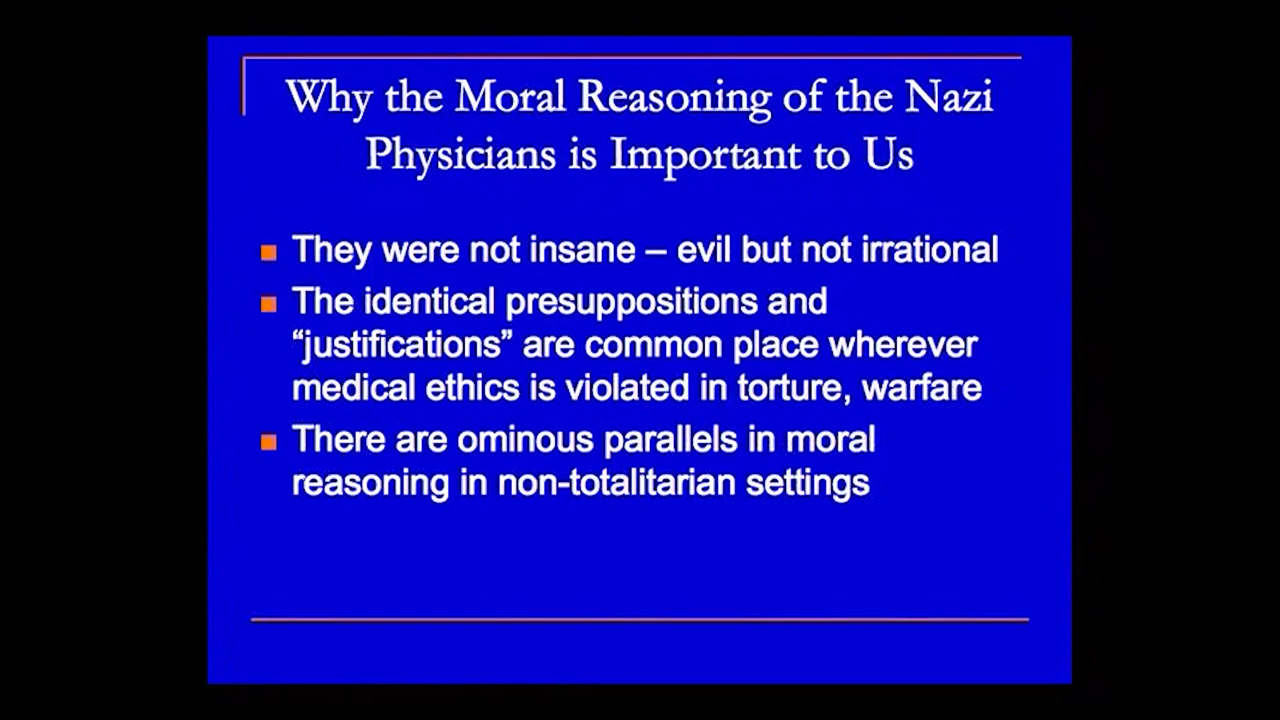 Why the Moral Reasoning of the Nazi
Physicians is Important to Us
They were not insane – evil but not irrational
The identical presuppositions and
“justifications” are common place wherever
medical ethics is violated in torture, warfare
There are ominous parallels in moral
reasoning in non-totalitarian settings